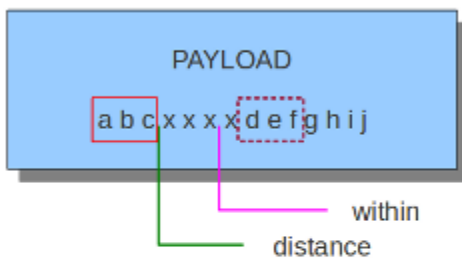 PAYLOAD
a b c x x x x d e f g h i j
within
distance